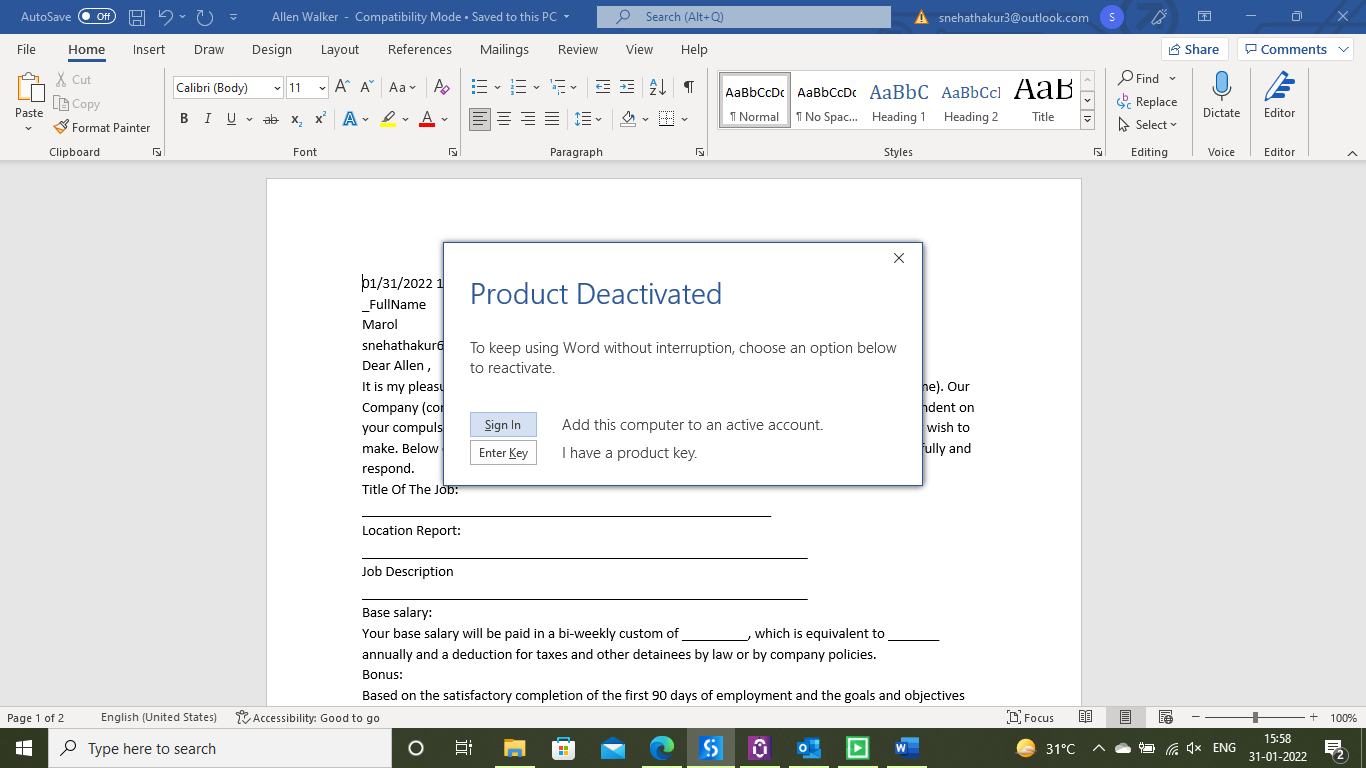 AutoSave Off Allen Walker - Compatibility Mode • Saved to this PC Search (Alt+Q) snehathakur3@outlook.com S
File Home Insert Draw Design Layout References Mailings Review View Help Share Comments
Paste Cut Copy Format Painter
Calibri (Body) 11 Aa
B I U ab x₂ x² A A
AaBbCcDc AaBbCcDc AaBbC AaBbCcI AaB
¶ Normal ¶ No Spac... Heading 1 Heading 2 Title
Find Replace Select
Dictate Editor
Clipboard Font Paragraph Styles Editing Voice Editor
01/31/2022 1
_FullName
Marol
snehathakur6
Dear Allen ,
It is my pleasu ne). Our
Company (con ndent on
your compuls wish to
make. Below fully and
respond.
Product Deactivated
To keep using Word without interruption, choose an option below
to reactivate.
Sign In Add this computer to an active account.
Enter Key I have a product key.
Title Of The Job:
Location Report:
Job Description
Base salary:
Your base salary will be paid in a bi-weekly custom of _________, which is equivalent to _______
annually and a deduction for taxes and other detainees by law or by company policies.
Bonus:
Based on the satisfactory completion of the first 90 days of employment and the goals and objectives
Page 1 of 2 English (United States) Accessibility: Good to go Focus 100%
Type here to search 31°C ENG 15:58
31-01-2022 2